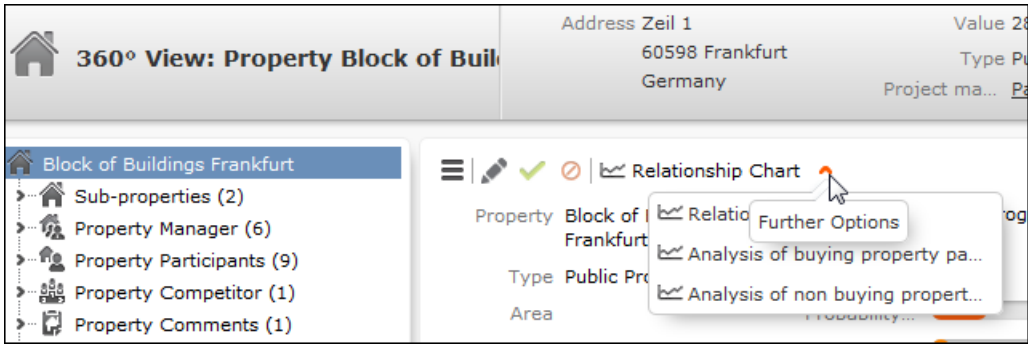 360° View: Property Block of Buil
Address Zeil 1
60598 Frankfurt
Germany
Value 28
Type Pu
Project ma... Pa
Block of Buildings Frankfurt
Sub-properties (2)
Property Manager (6)
Property Participants (9)
Property Competitor (1)
Property Comments (1)
Relationship Chart
Property Block of
Frankfurt
Type Public Pro
Area
Relatio
Further Options
Analysis of buying property pa...
Analysis of non buying propert...